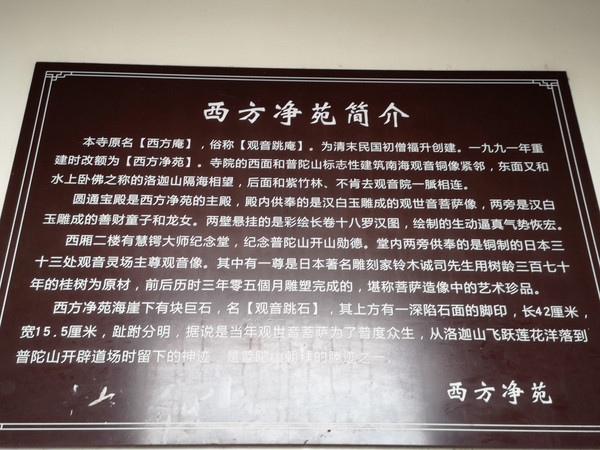 西方净苑简介
本寺原名【西方庵】，俗称【观音跳庵】。为清末民国初僧福升创建。一九九一年重
建时改额为【西方净苑】。寺院的西面和普陀山标志性建筑南海观音铜像紧邻，东面又和
水上卧佛之称的洛迦山隔海相望，后面和紫竹林、不肯去观音院一脈相连。
圆通宝殿是西方净苑的主殿，殿内供奉的是汉白玉雕成的观世音菩萨像，两旁是汉白
玉雕成的善财童子和龙女。两壁悬挂的是彩绘长卷十八罗汉图，绘制的生动逼真气势恢宏。
西厢二楼有慧锷大师纪念堂，纪念普陀山开山勋德。堂内两旁供奉的是铜制的日本三
十三处观音灵场主尊观音像。其中有一尊是日本著名雕刻家铃木诚司先生用树龄三百七十
年的桂树为原材，前后历时三年零五個月雕塑完成的，堪称菩萨造像中的艺术珍品。
西方净苑海崖下有块巨石，名【观音跳石】，其上方有一深陷石面的脚印，长42厘米，
宽15.5厘米，趾跗分明，据说是当年观世音菩萨为了普度众生，从洛迦山飞跃莲花洋落到
普陀山开辟道场时留下的神迹，是普陀山朝拜的胜迹之一
西方净苑